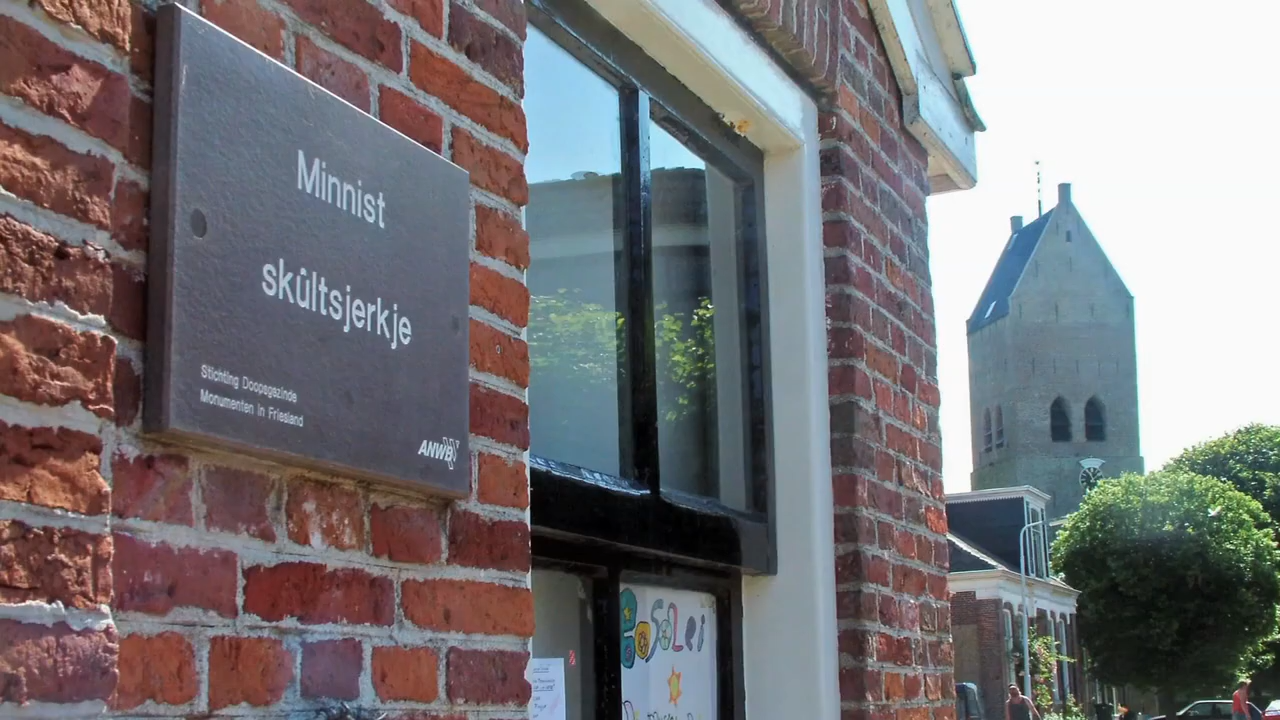 Minnist
skûltsjerkje
Stichting Doopsgezinde
Monumenten in Friesland
ANWB